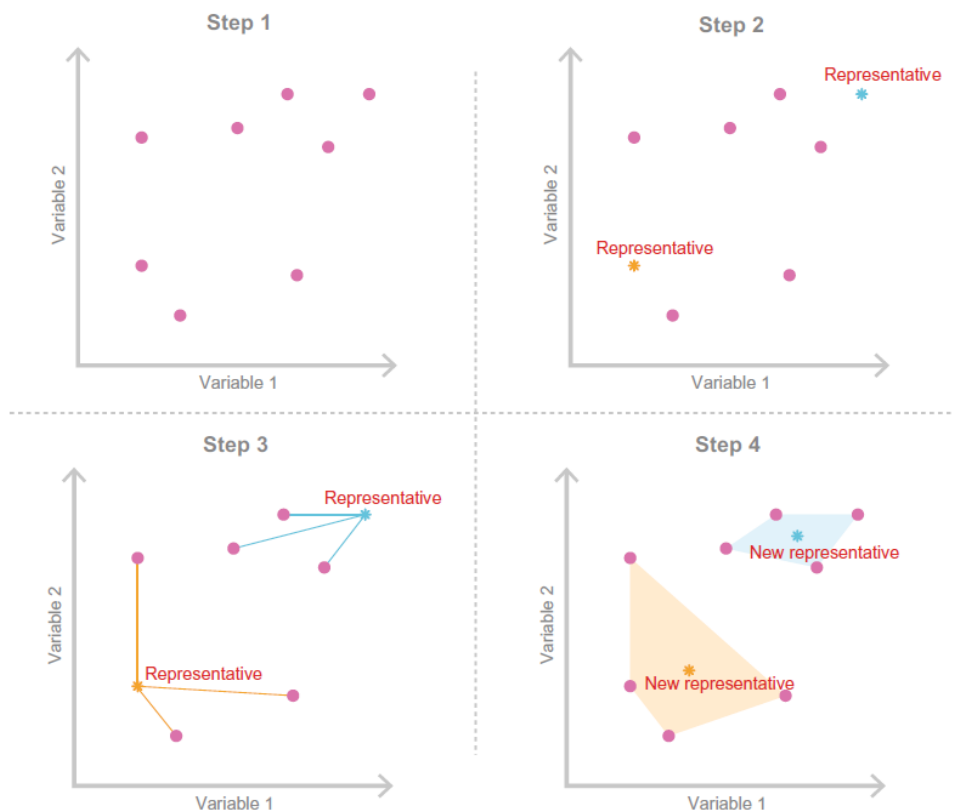 Step 1
Variable 2
Variable 1
Step 2
Representative
Representative
Variable 2
Variable 1
Step 3
Representative
Representative
Variable 2
Variable 1
Step 4
New representative
New representative
Variable 2
Variable 1